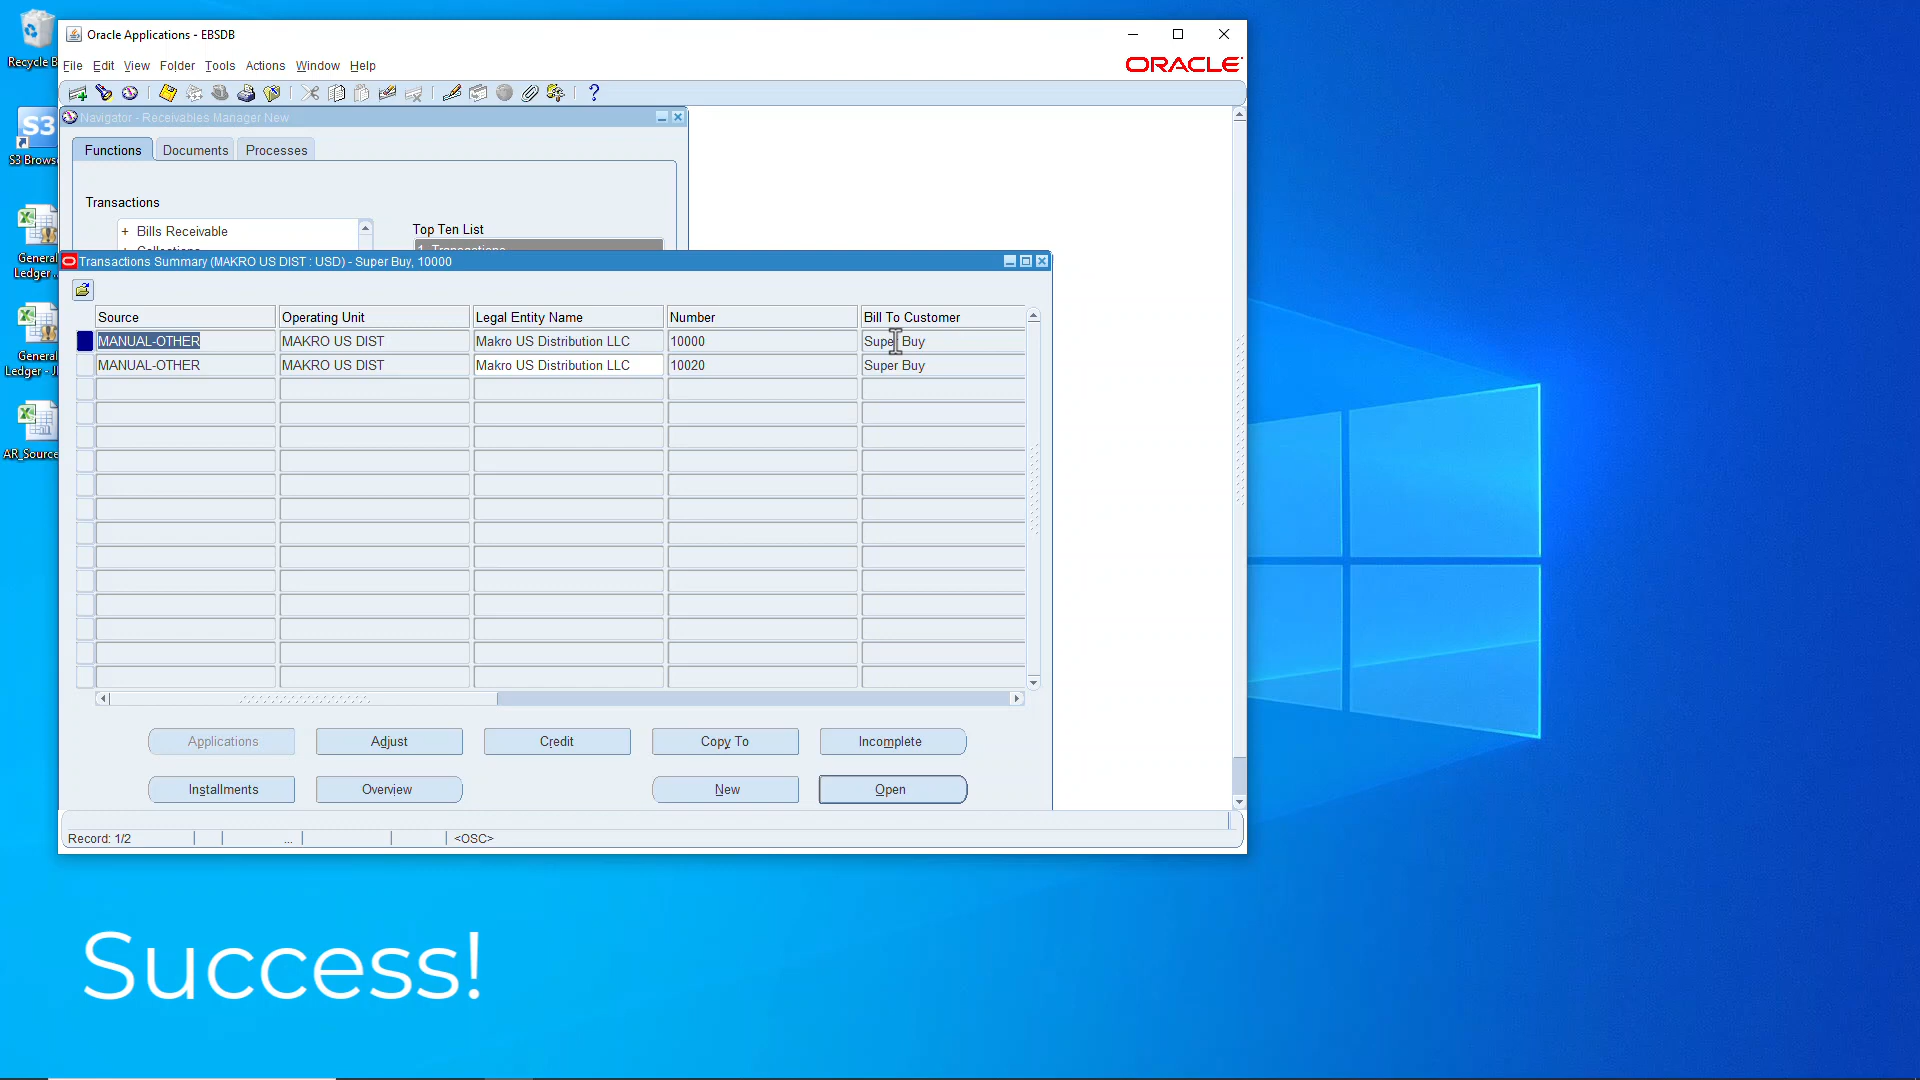 Recycle B
S3
S3 Browse
General
Ledger
General
Ledger - J
AR_Source
Oracle Applications - EBSDB
File Edit View Folder Tools Actions Window Help
ORACLE
Navigator - Receivables Manager New
Functions Documents Processes
Transactions
+ Bills Receivable
Top Ten List
1. Transactions
Transactions Summary (MAKRO US DIST : USD) - Super Buy, 10000
Source Operating Unit Legal Entity Name Number Bill To Customer
MANUAL-OTHER MAKRO US DIST Makro US Distribution LLC 10000 Super Buy
MANUAL-OTHER MAKRO US DIST Makro US Distribution LLC 10020 Super Buy
Applications Adjust Credit Copy To Incomplete
Installments Overview New Open
Record: 1/2 ... <OSC>
Success!